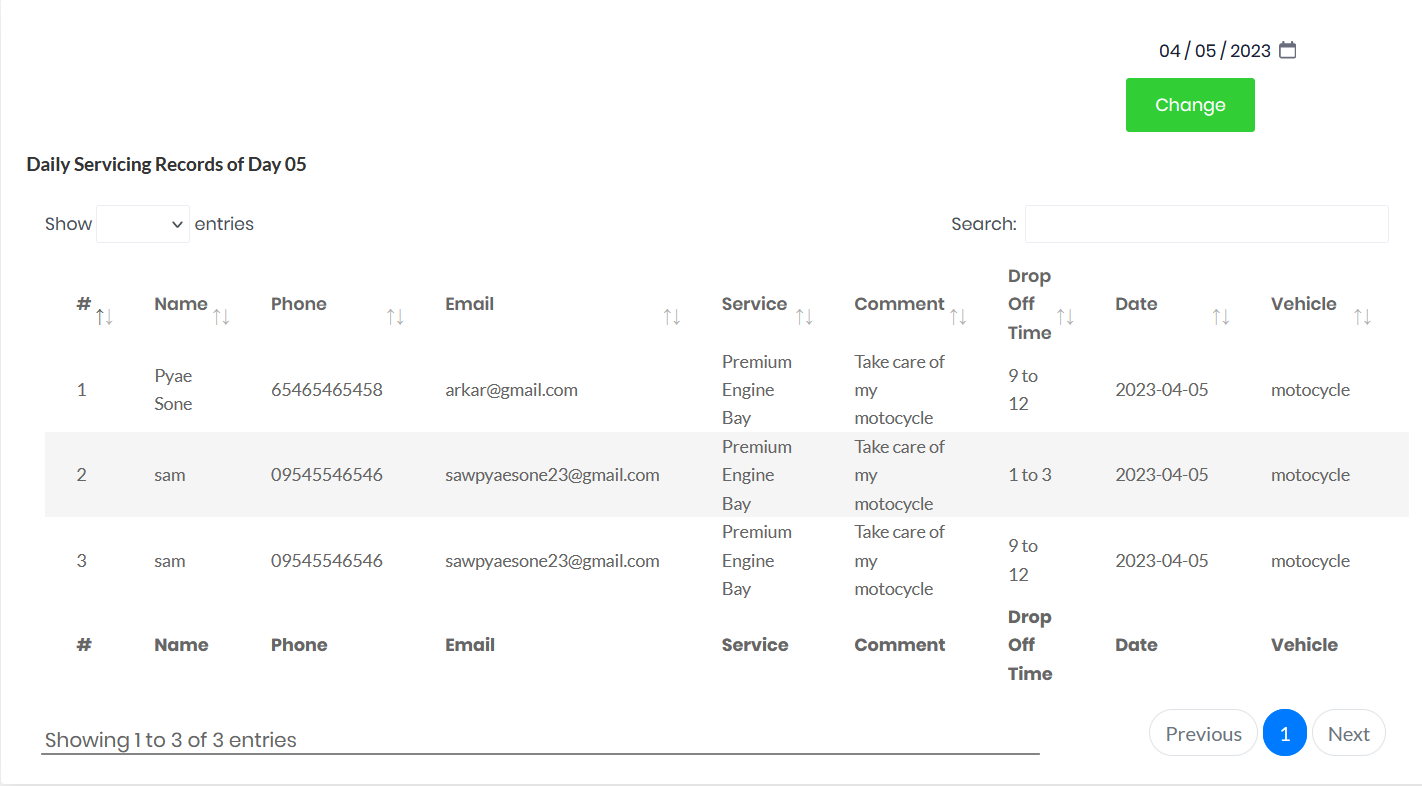 04 / 05 / 2023
Change
Daily Servicing Records of Day 05
Show entries Search:
# Name Phone Email Service Comment Drop Off Time Date Vehicle
1 Pyae Sone 65465465458 arkar@gmail.com Premium Engine Bay Take care of my motocycle 9 to 12 2023-04-05 motocycle
2 sam 09545546546 sawpyaesone23@gmail.com Premium Engine Bay Take care of my motocycle 1 to 3 2023-04-05 motocycle
3 sam 09545546546 sawpyaesone23@gmail.com Premium Engine Bay Take care of my motocycle 9 to 12 2023-04-05 motocycle
# Name Phone Email Service Comment Drop Off Time Date Vehicle
Showing 1 to 3 of 3 entries
Previous 1 Next